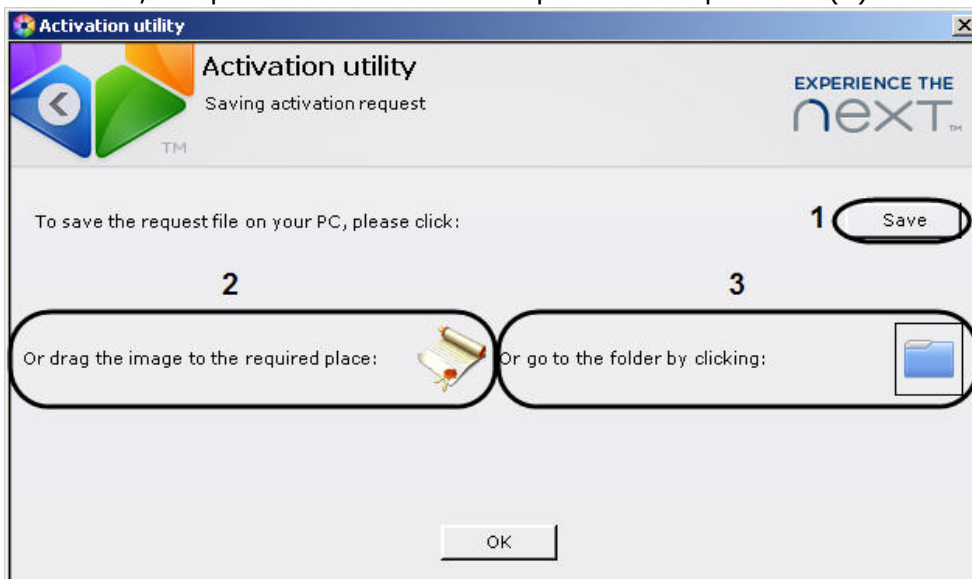 Activation utility
Activation utility
Saving activation request
EXPERIENCE THE
nexT™
TM
To save the request file on your PC, please click:
1
Save
2
3
Or drag the image to the required place:
Or go to the folder by clicking:
OK